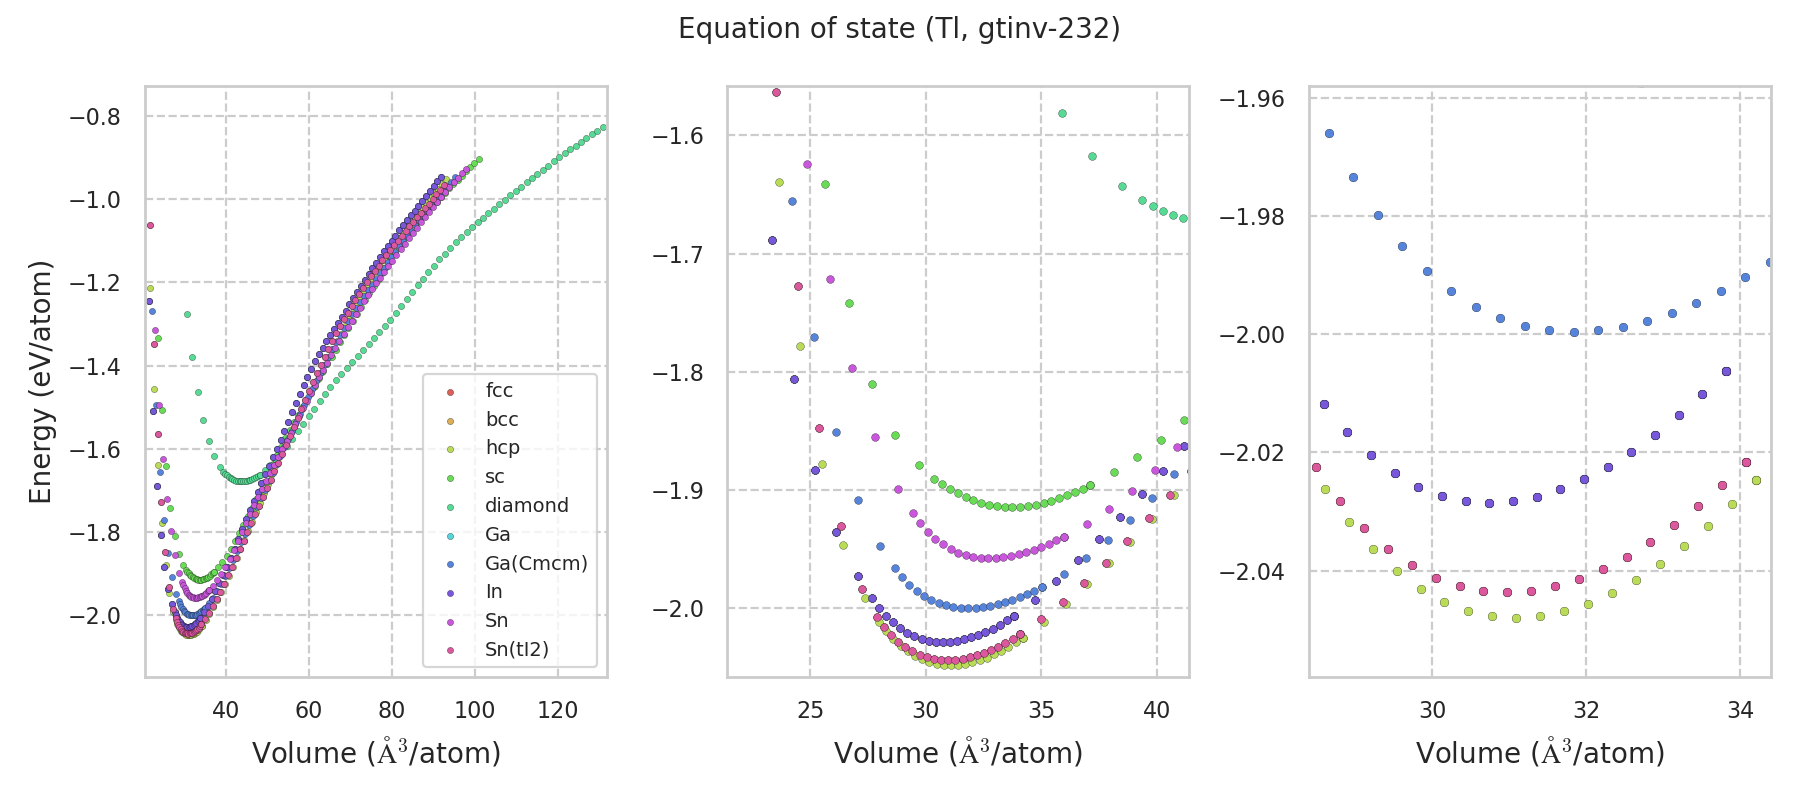 Equation of state (Tl, gtinv-232)
Energy (eV/atom)
−0.8
−1.0
−1.2
−1.4
−1.6
−1.8
−2.0
40
60
80
100
120
Volume (Å³/atom)
fcc
bcc
hcp
sc
diamond
Ga
Ga(Cmcm)
In
Sn
Sn(tI2)
−1.6
−1.7
−1.8
−1.9
−2.0
25
30
35
40
Volume (Å³/atom)
−1.96
−1.98
−2.00
−2.02
−2.04
30
32
34
Volume (Å³/atom)